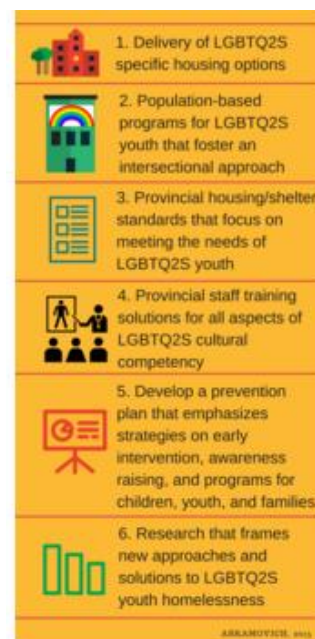 1. Delivery of LGBTQ2S
specific housing options
2. Population-based
programs for LGBTQ2S
youth that foster an
intersectional approach
3. Provincial housing/shelter
standards that focus on
meeting the needs of
LGBTQ2S youth
4. Provincial staff training
solutions for all aspects of
LGBTQ2S cultural
competency
5. Develop a prevention
plan that emphasizes
strategies on early
intervention, awareness
raising, and programs for
children, youth, and families
6. Research that frames
new approaches and
solutions to LGBTQ2S
youth homelessness
ABRAMOVICH,